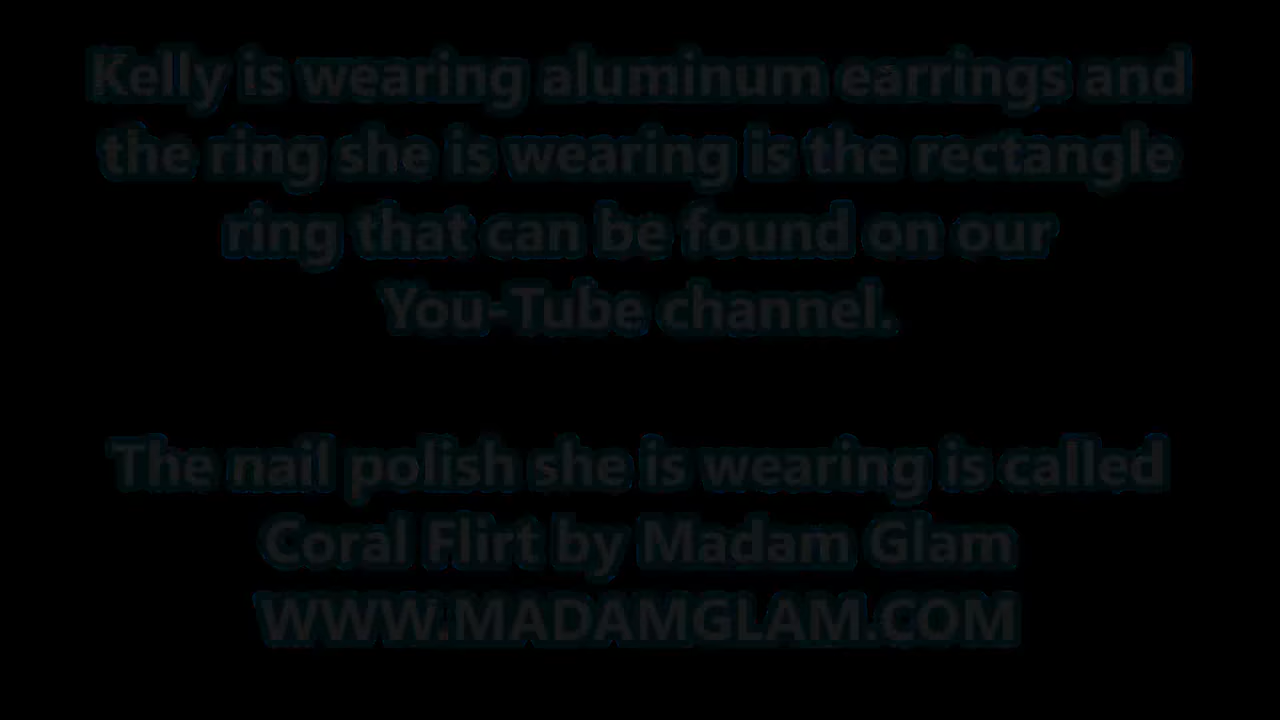 Kelly is wearing aluminum earrings and
the ring she is wearing is the rectangle
ring that can be found on our
You-Tube channel.
The nail polish she is wearing is called
Coral Flirt by Madam Glam
WWW.MADAMGLAM.COM